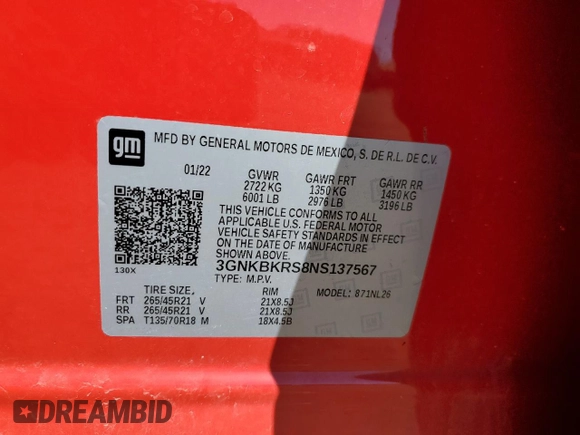 gm
MFD BY GENERAL MOTORS DE MEXICO, S. DE R.L. DE C.V.
01/22 GVWR GAWR FRT GAWR RR
2722 KG 1350 KG 1450 KG
6001 LB 2976 LB 3196 LB
THIS VEHICLE CONFORMS TO ALL
APPLICABLE U.S. FEDERAL MOTOR
VEHICLE SAFETY STANDARDS IN EFFECT
ON THE DATE OF MANUFACTURE
SHOWN ABOVE.
3GNKBKRS8NS137567
130X TYPE: M.P.V.
TIRE SIZE, RIM MODEL: 871NL26
FRT 265/45R21 V 21X8.5J
RR 265/45R21 V 21X8.5J
SPA T135/70R18 M 18X4.5B
DREAMBID